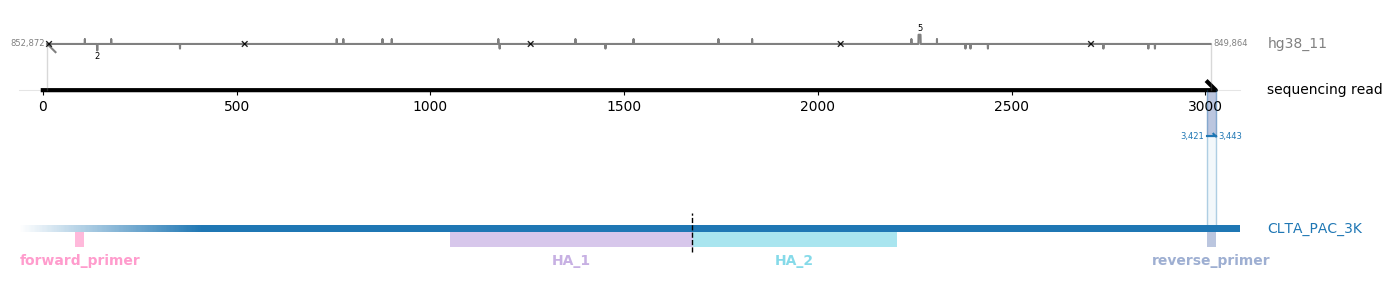 5
852,872 849,864 hg38_11
2
sequencing read
0 500 1000 1500 2000 2500 3000
3,421 3,443
CLTA_PAC_3K
forward_primer HA_1 HA_2 reverse_primer